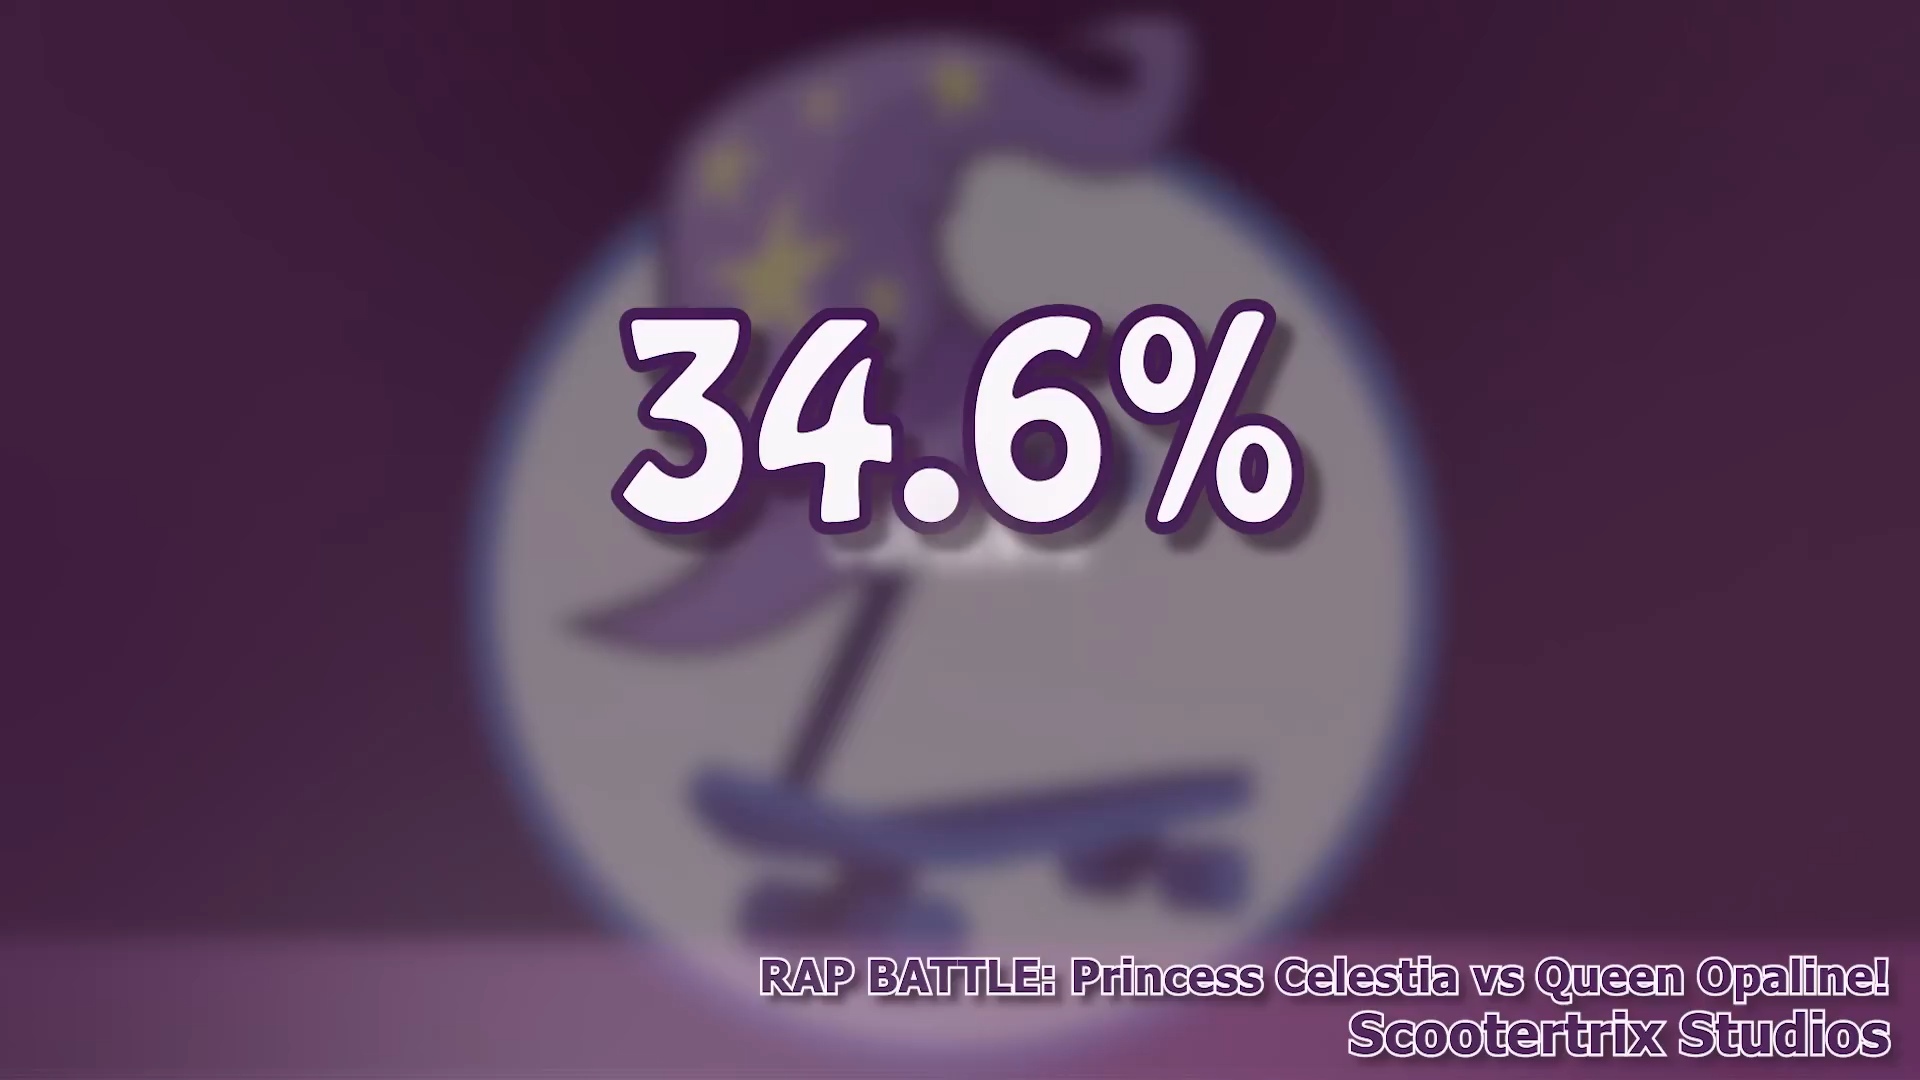 34.6%
RAP BATTLE: Princess Celestia vs Queen Opaline!
Scootertrix Studios